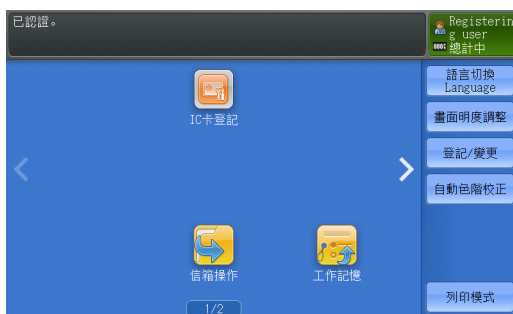 已認證。
Registerin
g user
總計中
語言切換
Language
IC卡登記
畫面明度調整
登記/變更
自動色階校正
信箱操作
工作記憶
列印模式
1/2